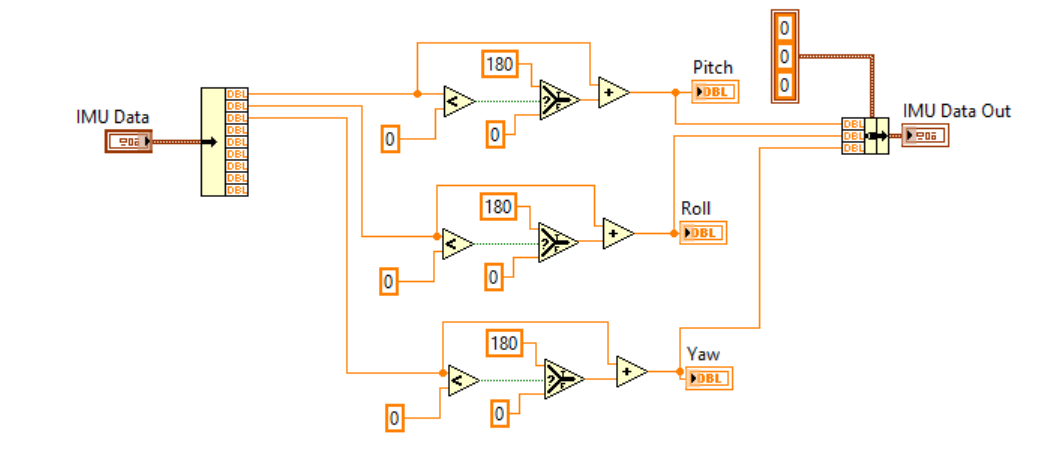 0
0
0
180
Pitch
DBL
DBL
DBL
DBL
DBL
DBL
DBL
DBL
DBL
<
?
T
F
+
DBL
IMU Data
0
0
IMU Data Out
DBL
DBL
DBL
180
Roll
<
?
T
F
+
DBL
0
0
180
Yaw
<
?
T
F
+
DBL
0
0